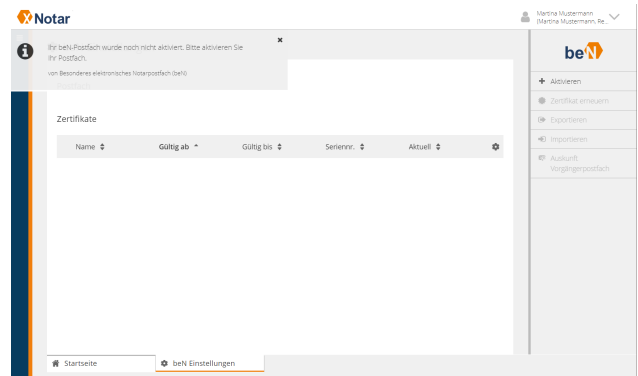 XNotar
Martina Mustermann
(Martina Mustermann, Re...
Ihr beN-Postfach wurde noch nicht aktiviert. Bitte aktivieren Sie
Ihr Postfach.
von Besonderes elektronisches Notarpostfach (beN)
beN
Aktivieren
Zertifikat erneuern
Exportieren
Importieren
Auskunft
Vorgängerpostfach
Zertifikate
Name
Gültig ab
Gültig bis
Seriennr.
Aktuell
Startseite
beN Einstellungen